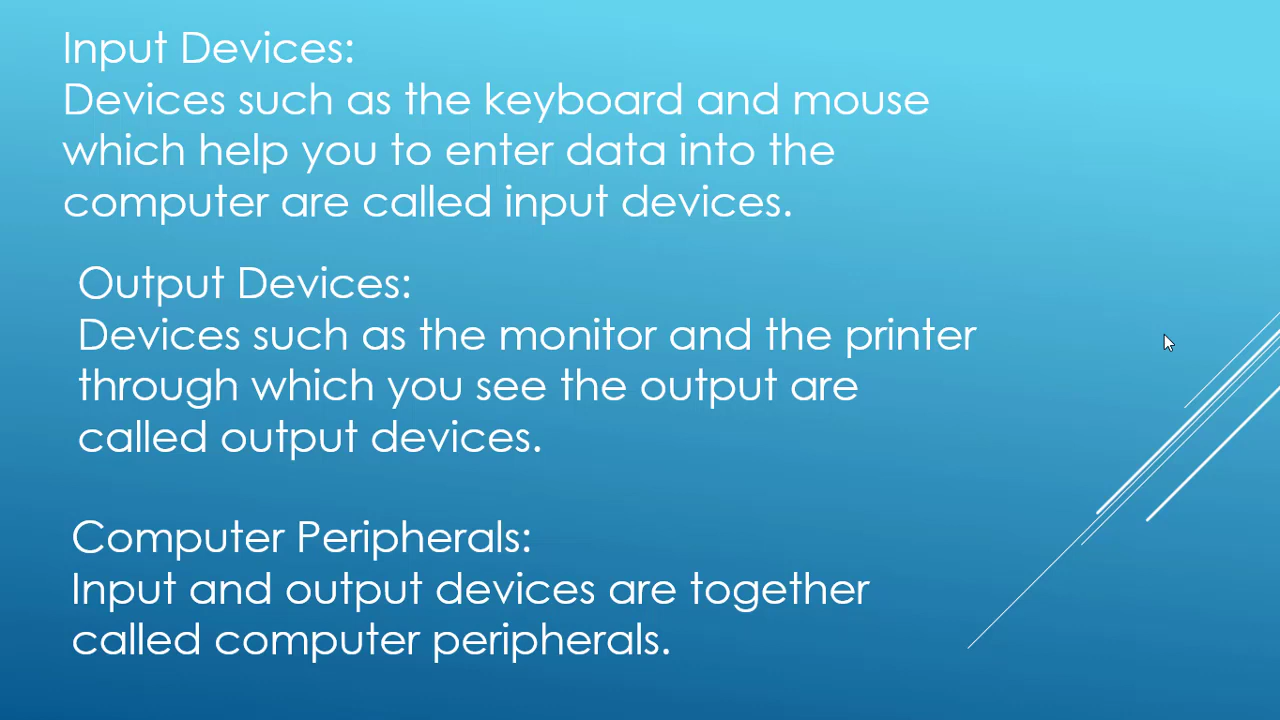 Input Devices:
Devices such as the keyboard and mouse
which help you to enter data into the
computer are called input devices.
Output Devices:
Devices such as the monitor and the printer
through which you see the output are
called output devices.
Computer Peripherals:
Input and output devices are together
called computer peripherals.